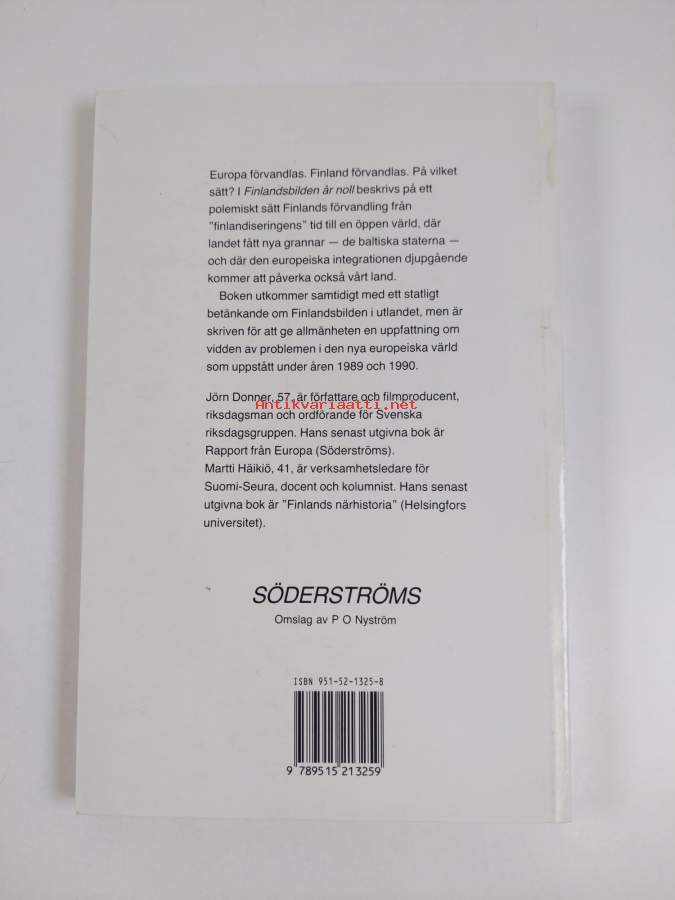 Europa förvandlas. Finland förvandlas. På vilket
sätt? I Finlandsbilden är noll beskrivs på ett
polemiskt sätt Finlands förvandling från
"finlandiseringens" tid till en öppen värld, där
landet fått nya grannar — de baltiska staterna —
och där den europeiska integrationen djupgående
kommer att påverka också vårt land.
Boken utkommer samtidigt med ett statligt
betänkande om Finlandsbilden i utlandet, men är
skriven för att ge allmänheten en uppfattning om
vidden av problemen i den nya europeiska värld
som uppstått under åren 1989 och 1990.
Jörn Donner, 57, är författare och filmproducent,
Antikvariaatti.net
riksdagsman och ordförande för Svenska
riksdagsgruppen. Hans senast utgivna bok är
Rapport från Europa (Söderströms).
Martti Häikiö, 41, är verksamhetsledare för
Suomi-Seura, docent och kolumnist. Hans senast
utgivna bok är "Finlands närhistoria" (Helsingfors
universitet).
SÖDERSTRÖMS
Omslag av P O Nyström
ISBN 951-52-1325-8
9 789515 213259